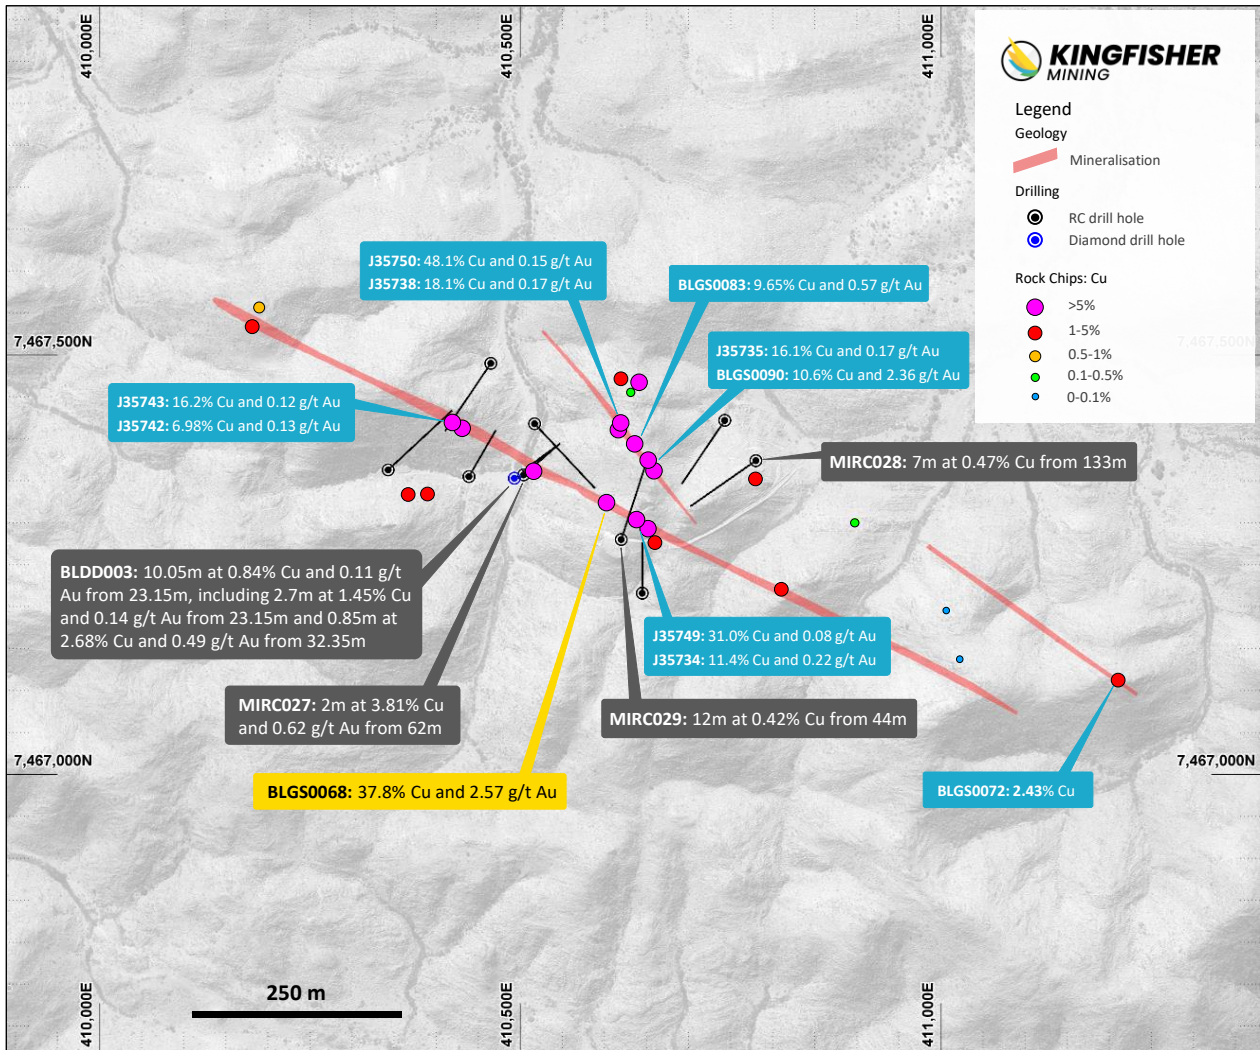 410,000E
410,500E
411,000E
KINGFISHER
MINING
Legend
Geology
Mineralisation
Drilling
RC drill hole
Diamond drill hole
Rock Chips: Cu
>5%
1-5%
0.5-1%
0.1-0.5%
0-0.1%
J35750: 48.1% Cu and 0.15 g/t Au
J35738: 18.1% Cu and 0.17 g/t Au
BLGS0083: 9.65% Cu and 0.57 g/t Au
7,467,500N
7,467,500N
J35735: 16.1% Cu and 0.17 g/t Au
BLGS0090: 10.6% Cu and 2.36 g/t Au
J35743: 16.2% Cu and 0.12 g/t Au
J35742: 6.98% Cu and 0.13 g/t Au
MIRC028: 7m at 0.47% Cu from 133m
BLDD003: 10.05m at 0.84% Cu and 0.11 g/t
Au from 23.15m, including 2.7m at 1.45% Cu
and 0.14 g/t Au from 23.15m and 0.85m at
2.68% Cu and 0.49 g/t Au from 32.35m
J35749: 31.0% Cu and 0.08 g/t Au
J35734: 11.4% Cu and 0.22 g/t Au
MIRC027: 2m at 3.81% Cu
and 0.62 g/t Au from 62m
MIRC029: 12m at 0.42% Cu from 44m
7,467,000N
7,467,000N
BLGS0068: 37.8% Cu and 2.57 g/t Au
BLGS0072: 2.43% Cu
250 m
410,000E
410,500E
411,000E